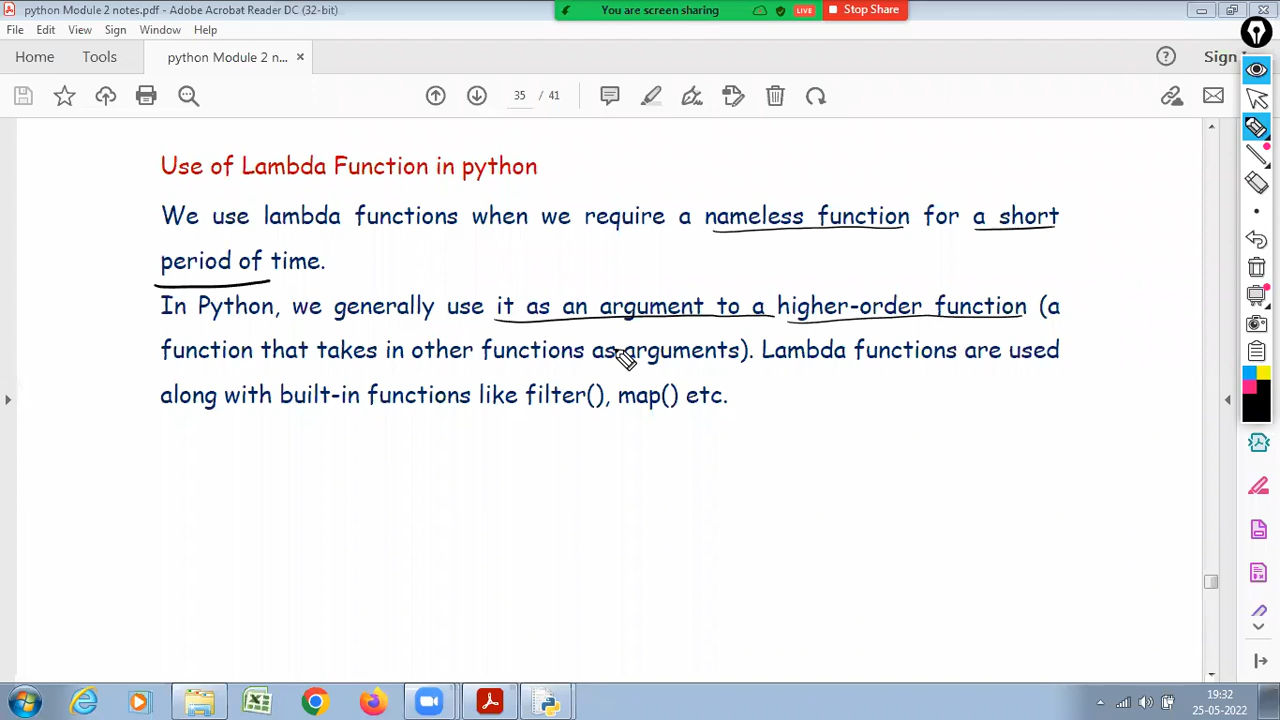 python Module 2 notes.pdf - Adobe Acrobat Reader DC (32-bit)
You are screen sharing
LIVE
Stop Share
File Edit View Sign Window Help
Home Tools python Module 2 n... × Sign
35 / 41
Use of Lambda Function in python
We use lambda functions when we require a nameless function for a short
period of time.
In Python, we generally use it as an argument to a higher-order function (a
function that takes in other functions as arguments). Lambda functions are used
along with built-in functions like filter(), map() etc.
19:32
25-05-2022